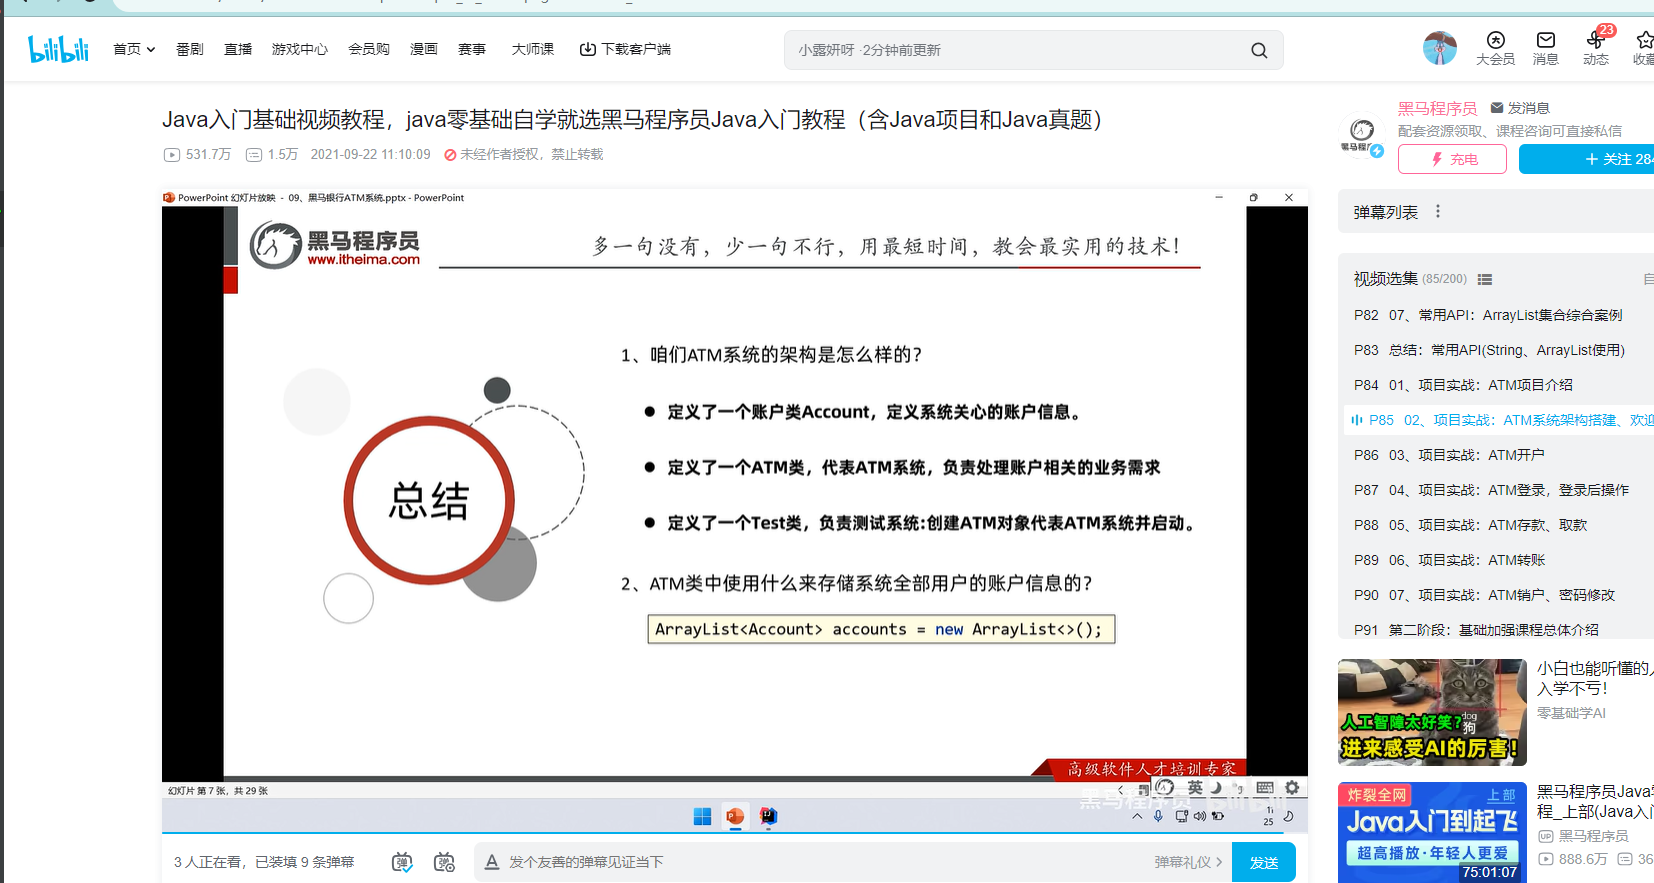 bilibili 首页 番剧 直播 游戏中心 会员购 漫画 赛事 大师课 下载客户端
小露妍呀 ·2分钟前更新
大会员 消息 23 动态
Java入门基础视频教程，java零基础自学就选黑马程序员Java入门教程（含Java项目和Java真题）
531.7万 1.5万 2021-09-22 11:10:09 未经作者授权，禁止转载
黑马程序员 发消息
配套资源领取、课程咨询可直接私信
充电
+ 关注
PowerPoint 幻灯片放映 - 09、黑马银行ATM系统.pptx - PowerPoint
黑马程序员
www.itheima.com
多一句没有，少一句不行，用最短时间，教会最实用的技术！
总结
1、咱们ATM系统的架构是怎么样的？
● 定义了一个账户类Account，定义系统关心的账户信息。
● 定义了一个ATM类，代表ATM系统，负责处理账户相关的业务需求
● 定义了一个Test类，负责测试系统:创建ATM对象代表ATM系统并启动。
2、ATM类中使用什么来存储系统全部用户的账户信息的？
ArrayList<Account> accounts = new ArrayList<>();
高级软件人才培训专家
幻灯片 第 7 张，共 29 张
英
黑马程序员 bilibili
25
3 人正在看，已装填 9 条弹幕
弹 弹
发个友善的弹幕见证当下
弹幕礼仪 >
发送
弹幕列表
视频选集 (85/200)
P82 07、常用API：ArrayList集合综合案例
P83 总结：常用API(String、ArrayList使用)
P84 01、项目实战：ATM项目介绍
P85 02、项目实战：ATM系统架构搭建、欢迎
P86 03、项目实战：ATM开户
P87 04、项目实战：ATM登录，登录后操作
P88 05、项目实战：ATM存款、取款
P89 06、项目实战：ATM转账
P90 07、项目实战：ATM销户、密码修改
P91 第二阶段：基础加强课程总体介绍
dog
狗
人工智障太好笑？
进来感受AI的厉害！
小白也能听懂的
入学不亏！
零基础学AI
炸裂全网
上部
Java入门到起飞
超高播放·年轻人更爱
75:01:07
黑马程序员Java
程_上部(Java入
UP 黑马程序员
888.6万 36